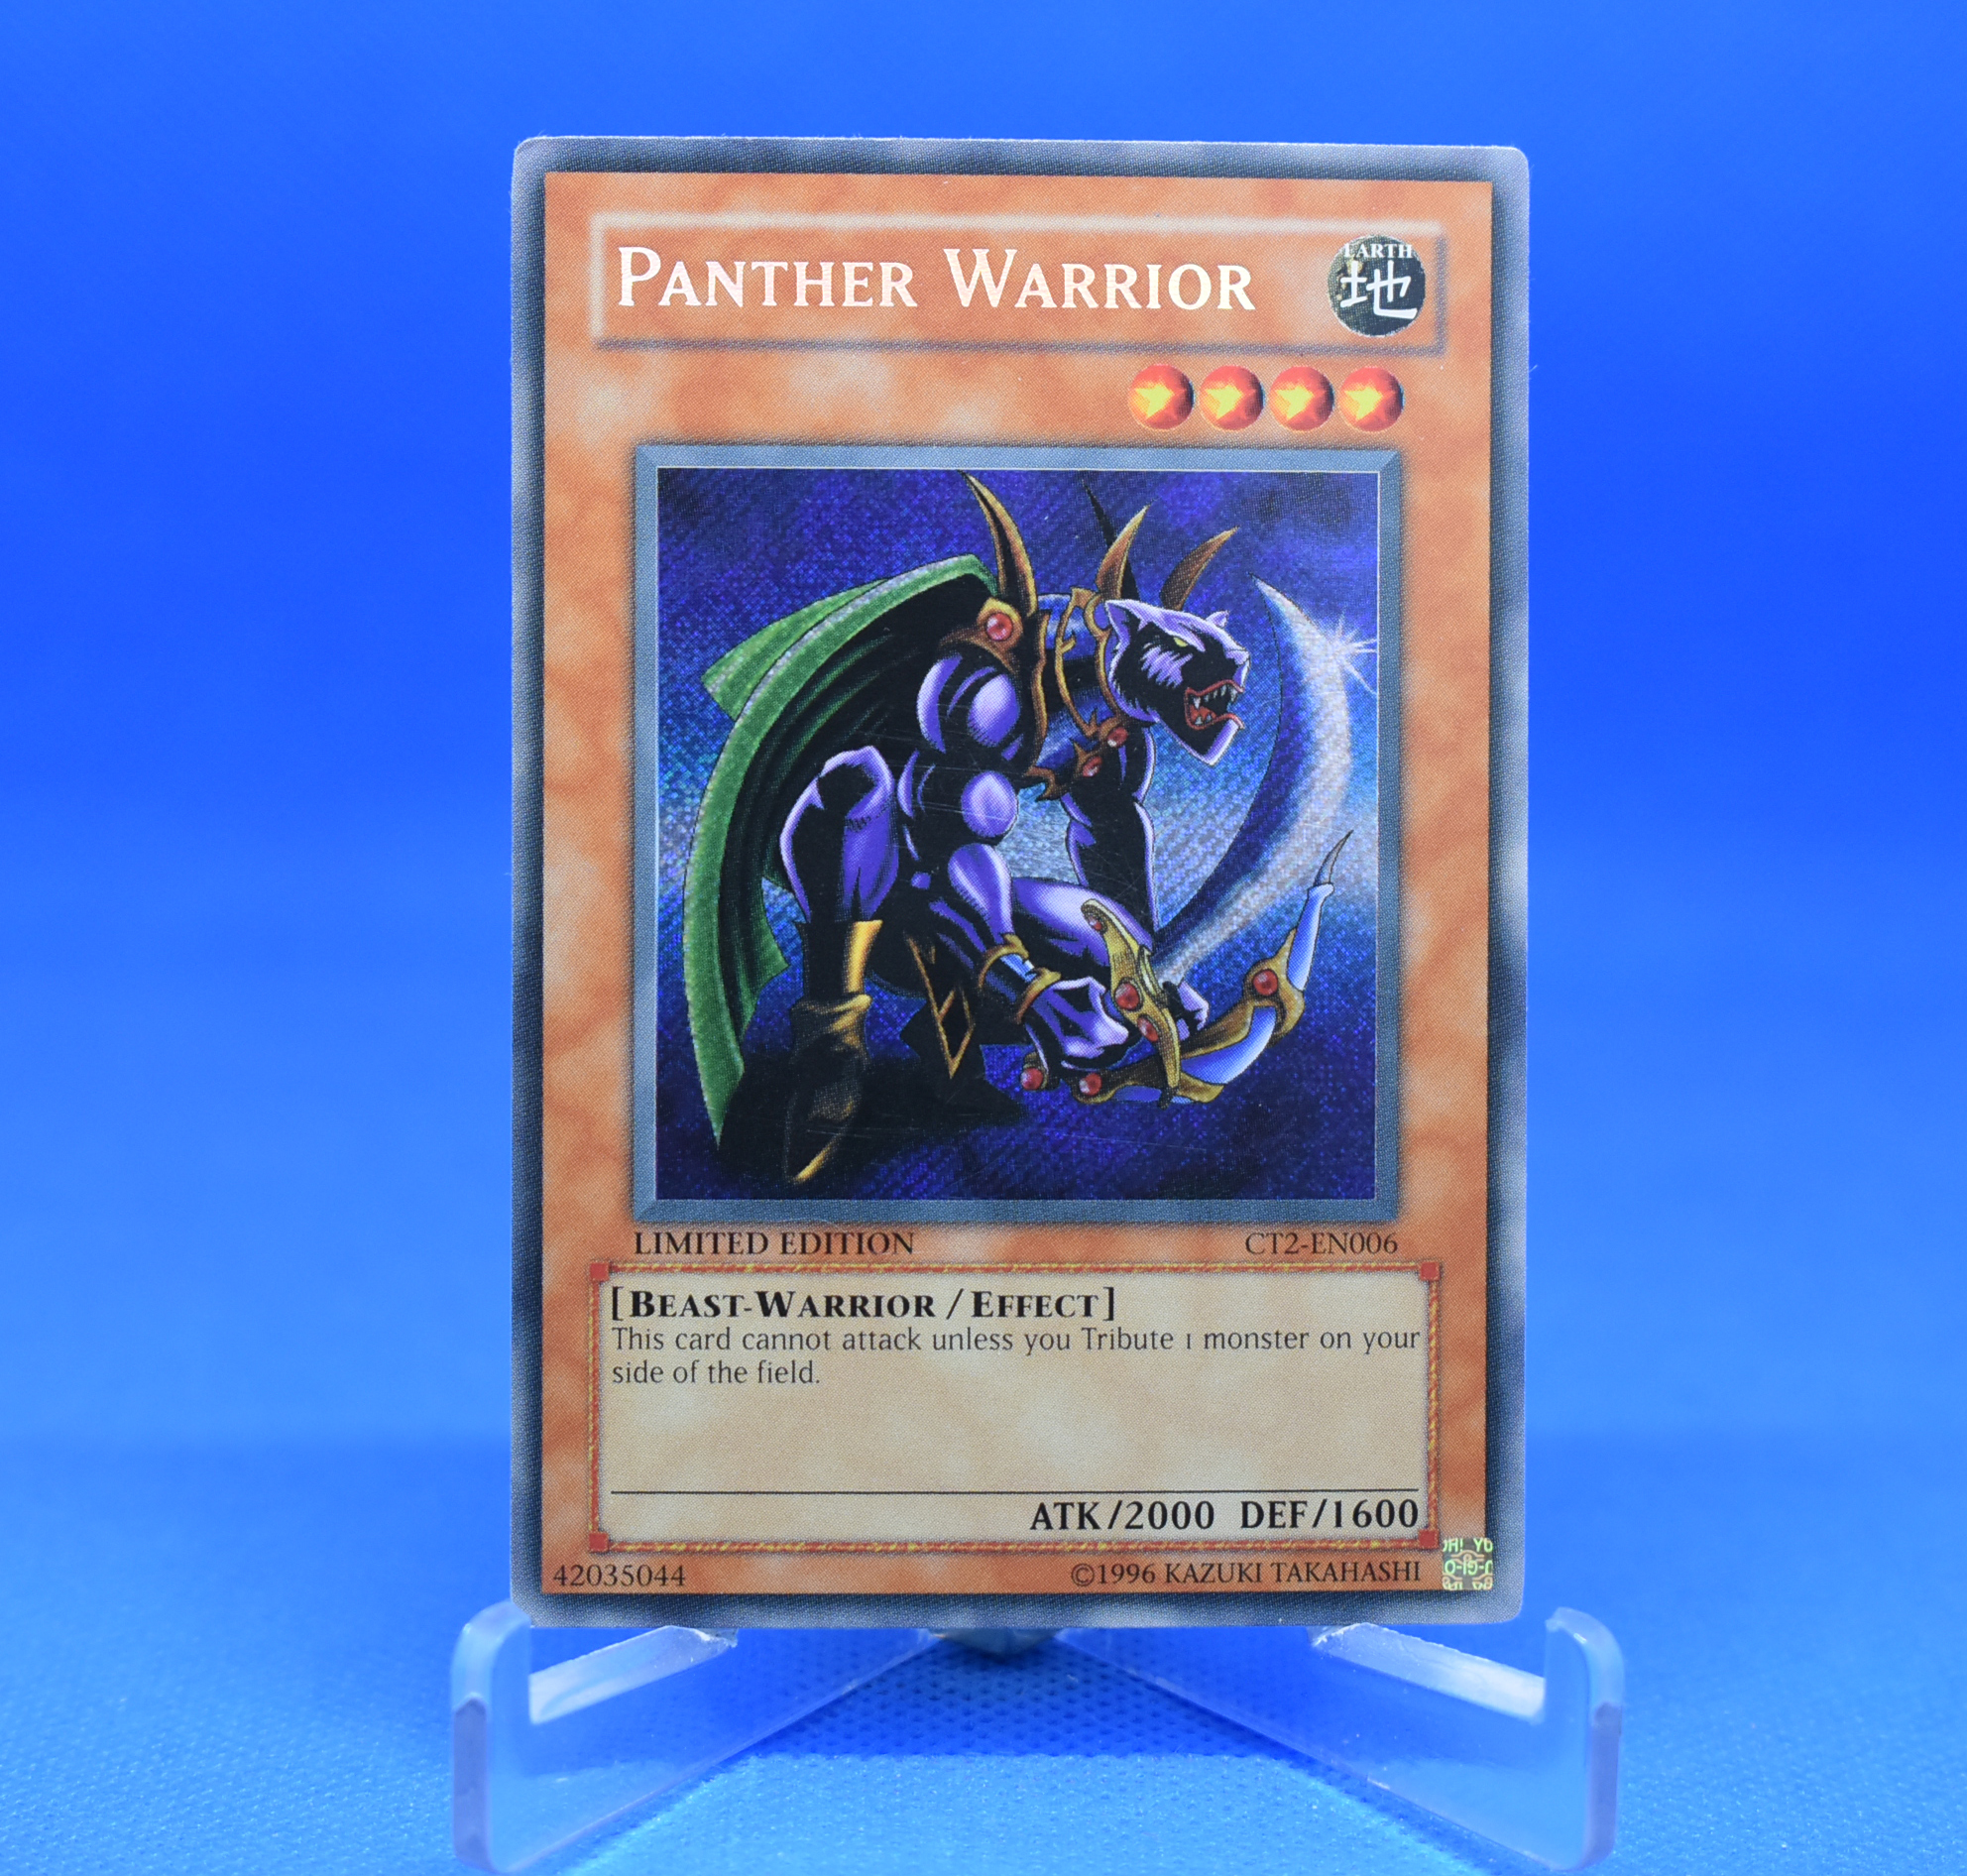 PANTHER WARRIOR
EARTH
地
LIMITED EDITION
CT2-EN006
[BEAST-WARRIOR / EFFECT]
This card cannot attack unless you Tribute 1 monster on your
side of the field.
ATK/2000 DEF/1600
42035044
©1996 KAZUKI TAKAHASHI